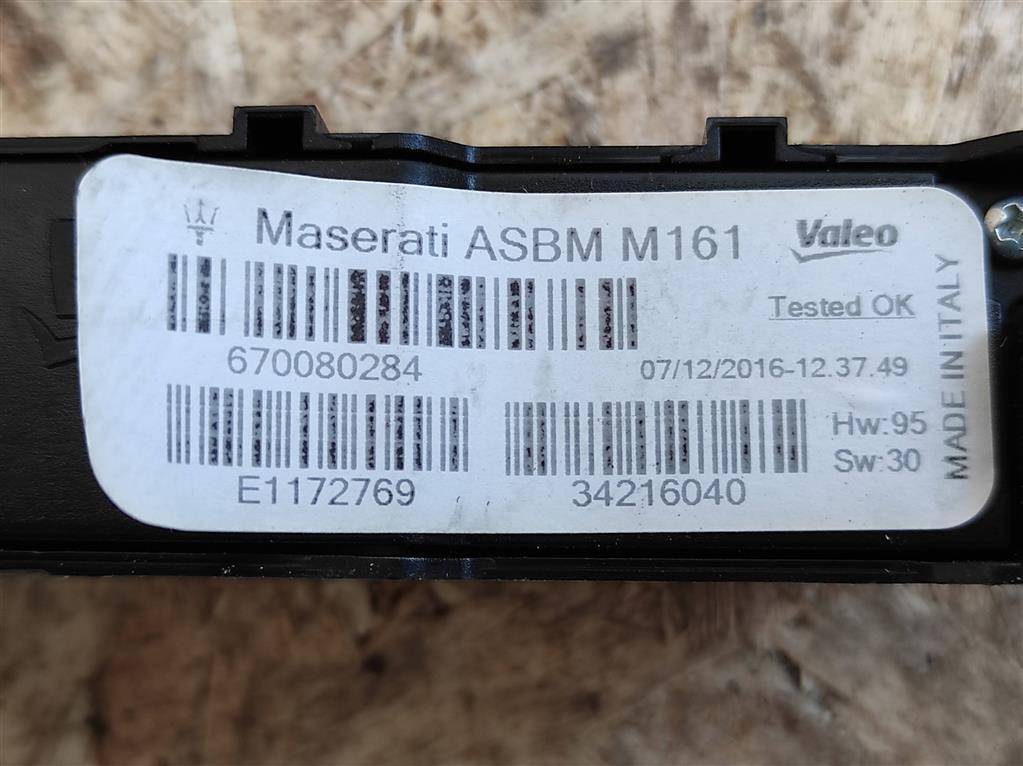 Maserati ASBM M161 Valeo
Tested OK
670080284
07/12/2016-12.37.49
E1172769
34216040
Hw:95
Sw:30
MADE IN ITALY